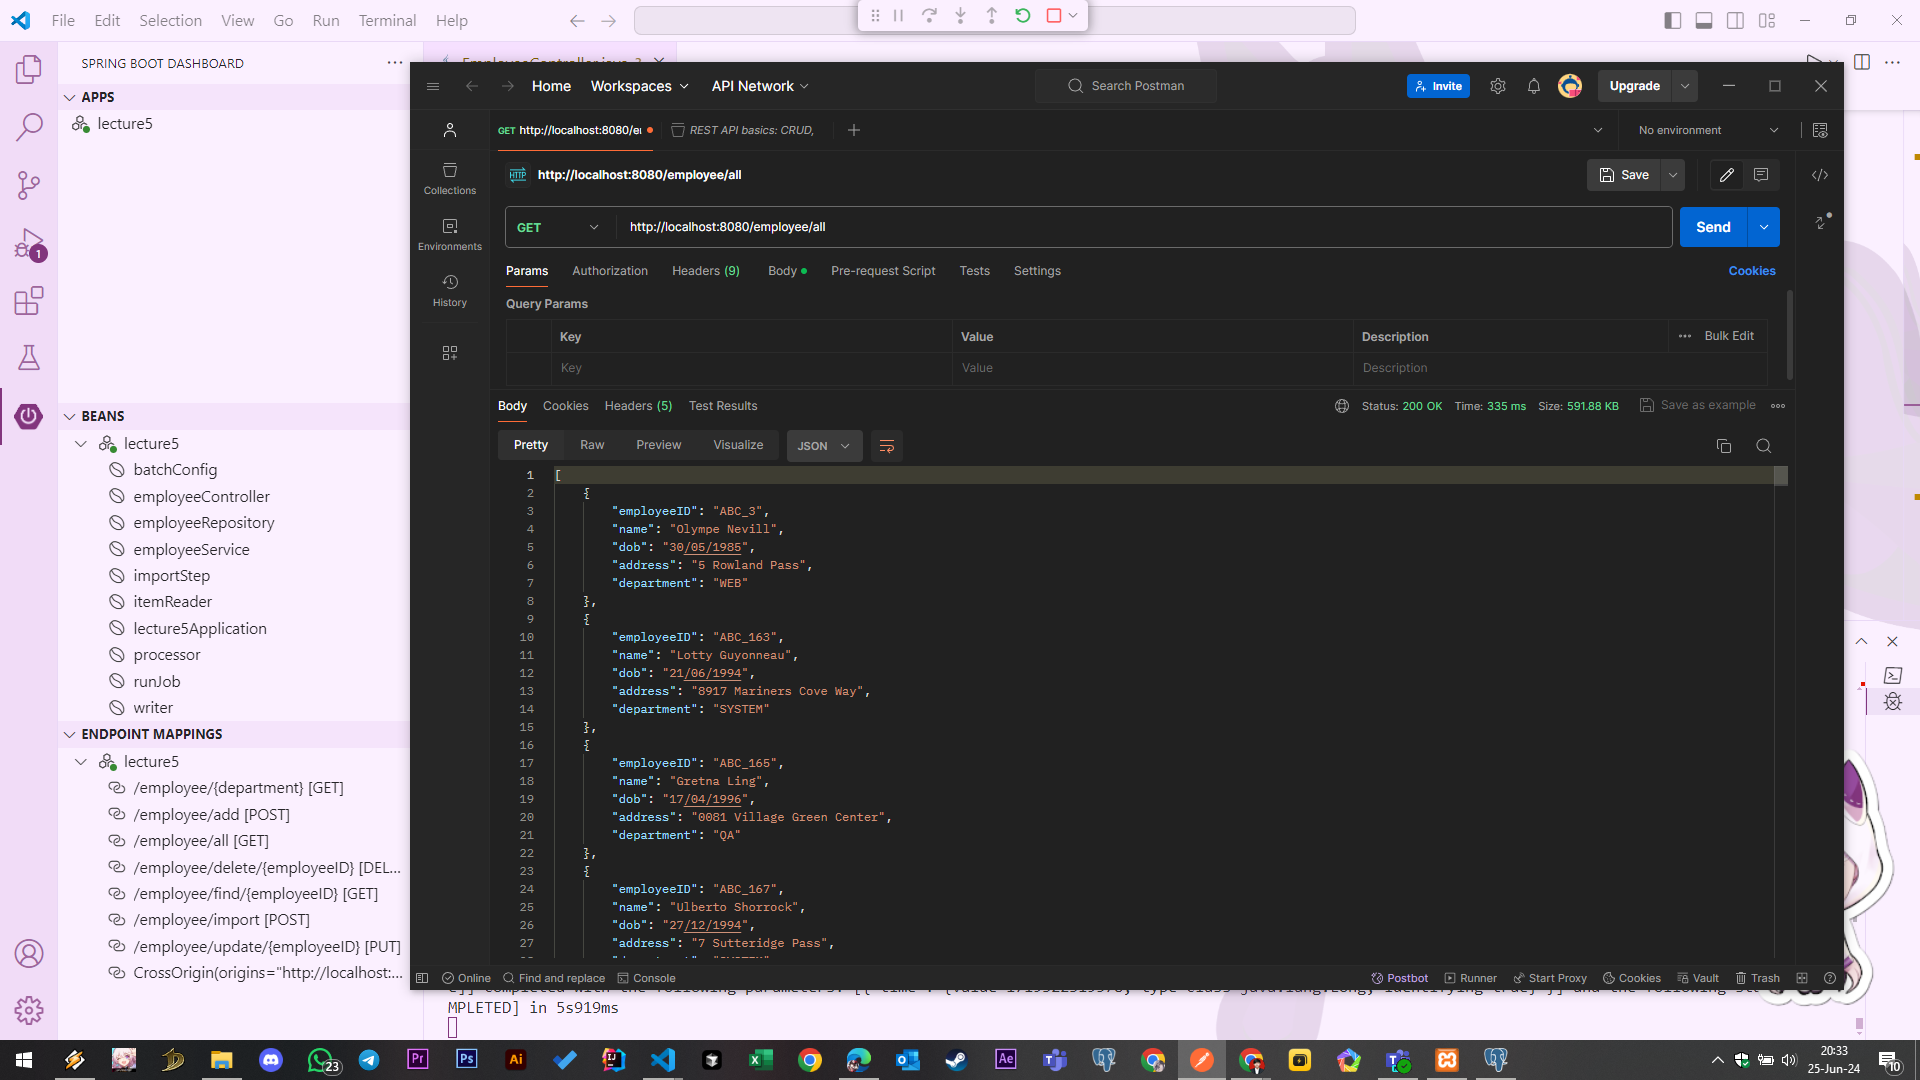 File Edit Selection View Go Run Terminal Help
SPRING BOOT DASHBOARD
APPS
lecture5
1
BEANS
lecture5
batchConfig
employeeController
employeeRepository
employeeService
importStep
itemReader
lecture5Application
processor
runJob
writer
ENDPOINT MAPPINGS
lecture5
/employee/{department} [GET]
/employee/add [POST]
/employee/all [GET]
/employee/delete/{employeeID} [DEL...
/employee/find/{employeeID} [GET]
/employee/import [POST]
/employee/update/{employeeID} [PUT]
CrossOrigin(origins="http://localhost:...
Home Workspaces API Network Search Postman Invite Upgrade
GET http://localhost:8080/e REST API basics: CRUD, No environment
Collections
Environments
History
HTTP http://localhost:8080/employee/all Save
GET http://localhost:8080/employee/all Send
Params Authorization Headers (9) Body Pre-request Script Tests Settings Cookies
Query Params
Key Value Description Bulk Edit
Key Value Description
Body Cookies Headers (5) Test Results Status: 200 OK Time: 335 ms Size: 591.88 KB Save as example
Pretty Raw Preview Visualize JSON
1 [
2 {
3 "employeeID": "ABC_3",
4 "name": "Olympe Nevill",
5 "dob": "30/05/1985",
6 "address": "5 Rowland Pass",
7 "department": "WEB"
8 },
9 {
10 "employeeID": "ABC_163",
11 "name": "Lotty Guyonneau",
12 "dob": "21/06/1994",
13 "address": "8917 Mariners Cove Way",
14 "department": "SYSTEM"
15 },
16 {
17 "employeeID": "ABC_165",
18 "name": "Gretna Ling",
19 "dob": "17/04/1996",
20 "address": "0081 Village Green Center",
21 "department": "QA"
22 },
23 {
24 "employeeID": "ABC_167",
25 "name": "Ulberto Shorrock",
26 "dob": "27/12/1994",
27 "address": "7 Sutteridge Pass",
Online Find and replace Console Postbot Runner Start Proxy Cookies Vault Trash
MPLETED] in 5s919ms
23 Pr Ps Ai Ae
20:33
25-Jun-24
10